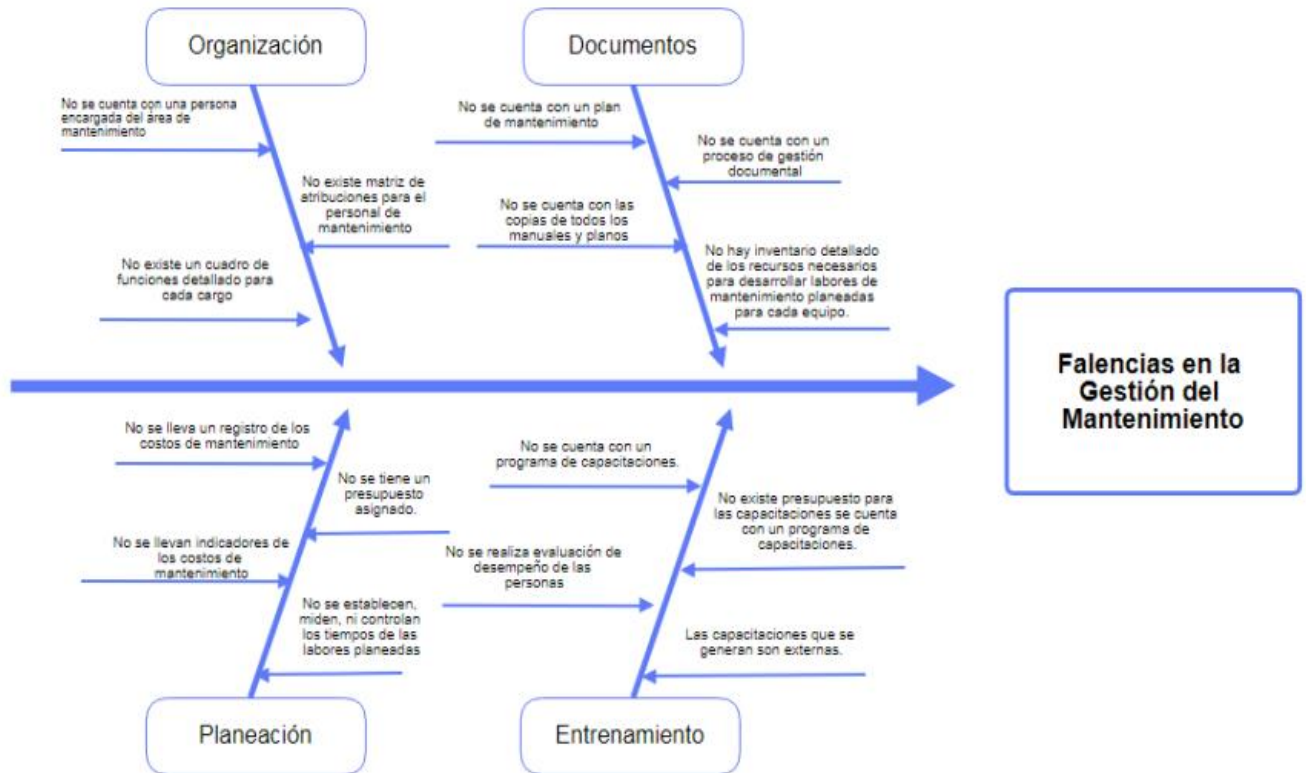 Organización
No se cuenta con una persona
encargada del área de
mantenimiento
No existe matriz de
atribuciones para el
personal de
mantenimiento
No existe un cuadro de
funciones detallado para
cada cargo
Documentos
No se cuenta con un plan
de mantenimiento
No se cuenta con un
proceso de gestión
documental
No se cuenta con las
copias de todos los
manuales y planos
No hay inventario detallado
de los recursos necesarios
para desarrollar labores de
mantenimiento planeadas
para cada equipo.
Falencias en la
Gestión del
Mantenimiento
No se lleva un registro de los
costos de mantenimiento
No se tiene un
presupuesto
asignado.
No se llevan indicadores de
los costos de
mantenimiento
No se establecen,
miden, ni controlan
los tiempos de las
labores planeadas
Planeación
No se cuenta con un
programa de capacitaciones.
No existe presupuesto para
las capacitaciones se cuenta
con un programa de
capacitaciones.
No se realiza evaluación de
desempeño de las
personas
Las capacitaciones que se
generan son externas.
Entrenamiento